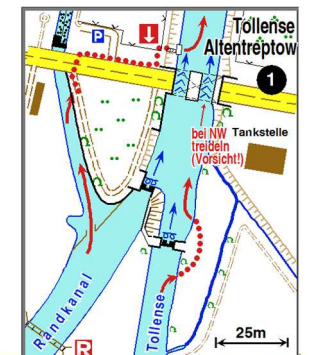 Tollense
Altentreptow
P
1
bei NW
treideln
(Vorsicht!)
Tankstelle
Randkanal
Tollense
R
25m